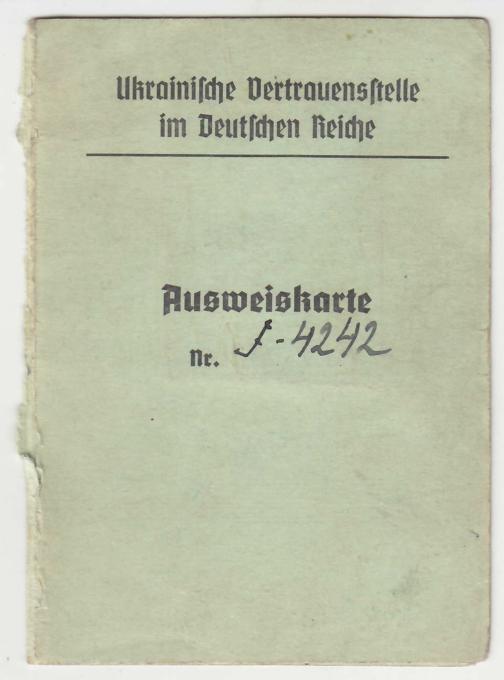 Ukrainische Vertrauensstelle
im Deutschen Reiche
Ausweiskarte
Nr. J-4242